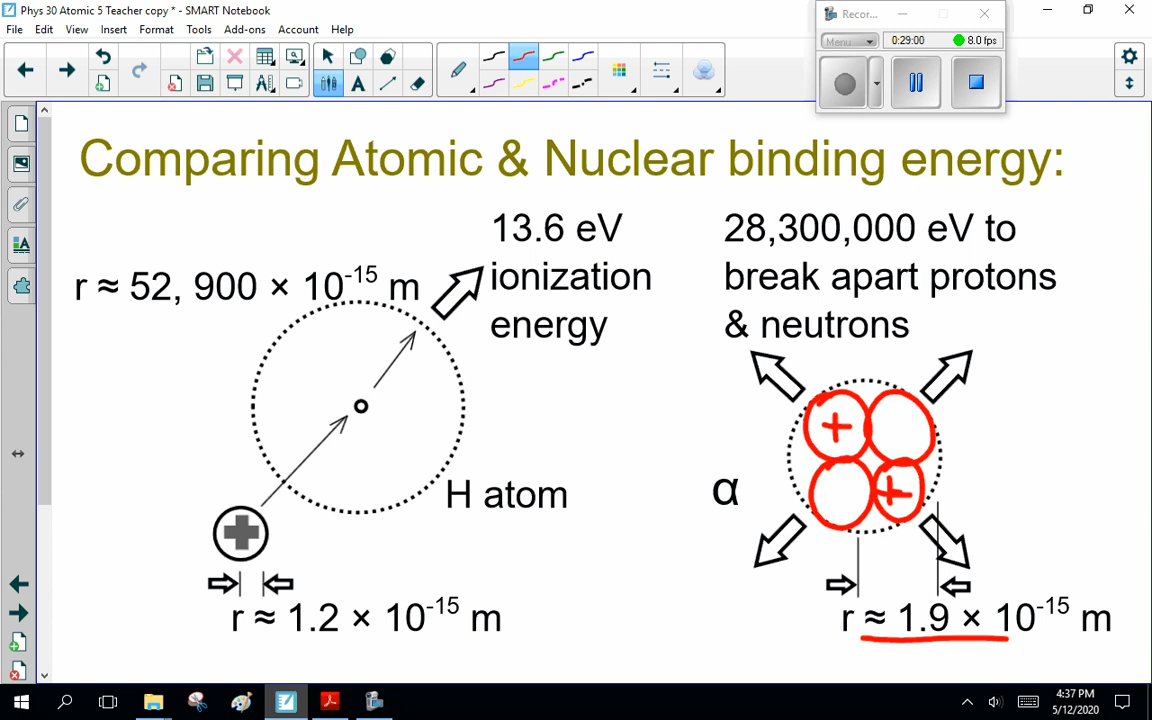 Phys 30 Atomic 5 Teacher copy * - SMART Notebook
File Edit View Insert Format Tools Add-ons Account Help
Recor...
Menu
0:29:00
8.0 fps
Comparing Atomic & Nuclear binding energy:
r ≈ 52, 900 × 10⁻¹⁵ m
13.6 eV
ionization
energy
28,300,000 eV to
break apart protons
& neutrons
+
+
H atom
α
r ≈ 1.2 × 10⁻¹⁵ m
r ≈ 1.9 × 10⁻¹⁵ m
4:37 PM
5/12/2020